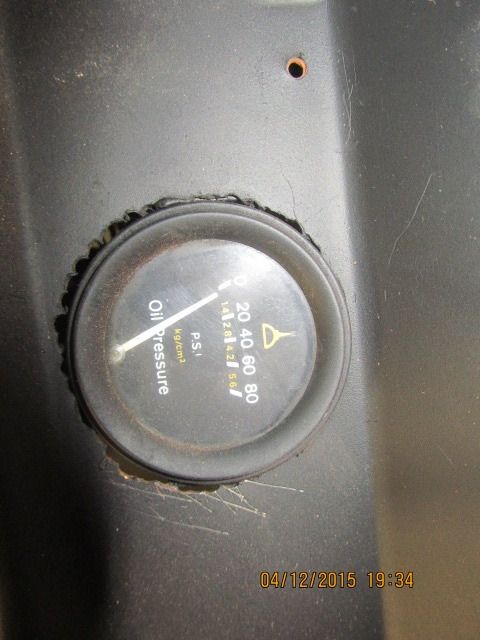 0 20 40 60 80
1.4 2.8 4.2 5.6
P.S.I
kg/cm²
Oil Pressure
04/12/2015 19:34